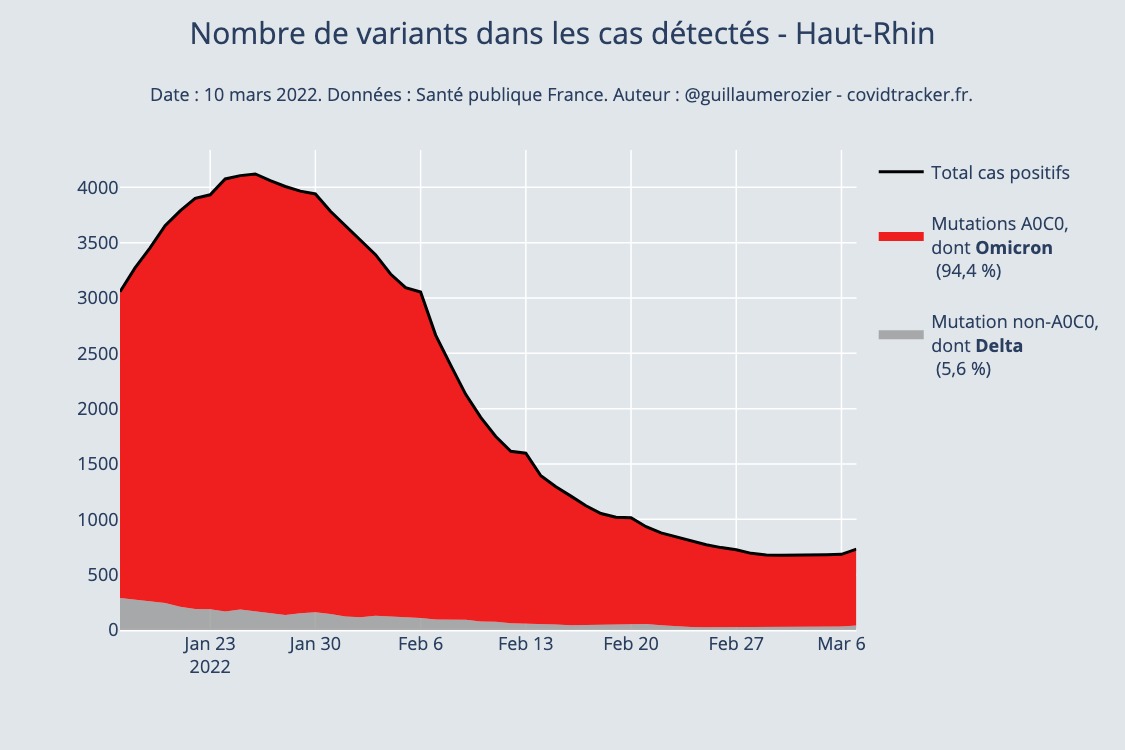 Nombre de variants dans les cas détectés - Haut-Rhin
Date : 10 mars 2022. Données : Santé publique France. Auteur : @guillaumerozier - covidtracker.fr.
4000
3500
3000
2500
2000
1500
1000
500
0
Jan 23
2022
Jan 30
Feb 6
Feb 13
Feb 20
Feb 27
Mar 6
Total cas positifs
Mutations A0C0,
dont Omicron
(94,4 %)
Mutation non-A0C0,
dont Delta
(5,6 %)